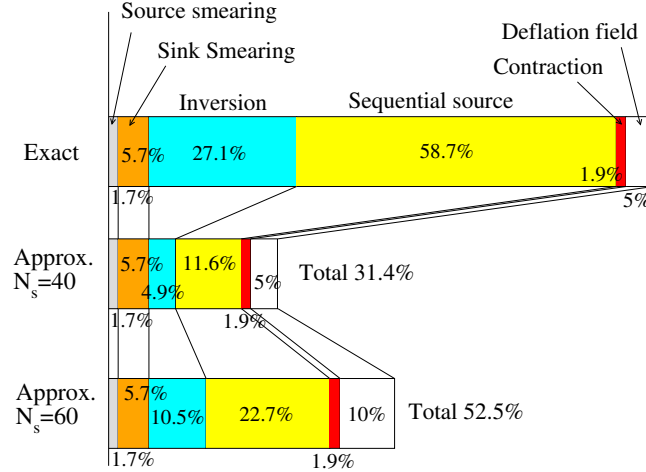 Source smearing
Deflation field
Sink Smearing
Contraction
Inversion
Sequential source
Exact
5.7%
27.1%
58.7%
1.9%
1.7%
5%
Approx.
N_s=40
5.7%
11.6%
4.9%
5%
Total 31.4%
1.7%
1.9%
Approx.
N_s=60
5.7%
10.5%
22.7%
10%
Total 52.5%
1.7%
1.9%